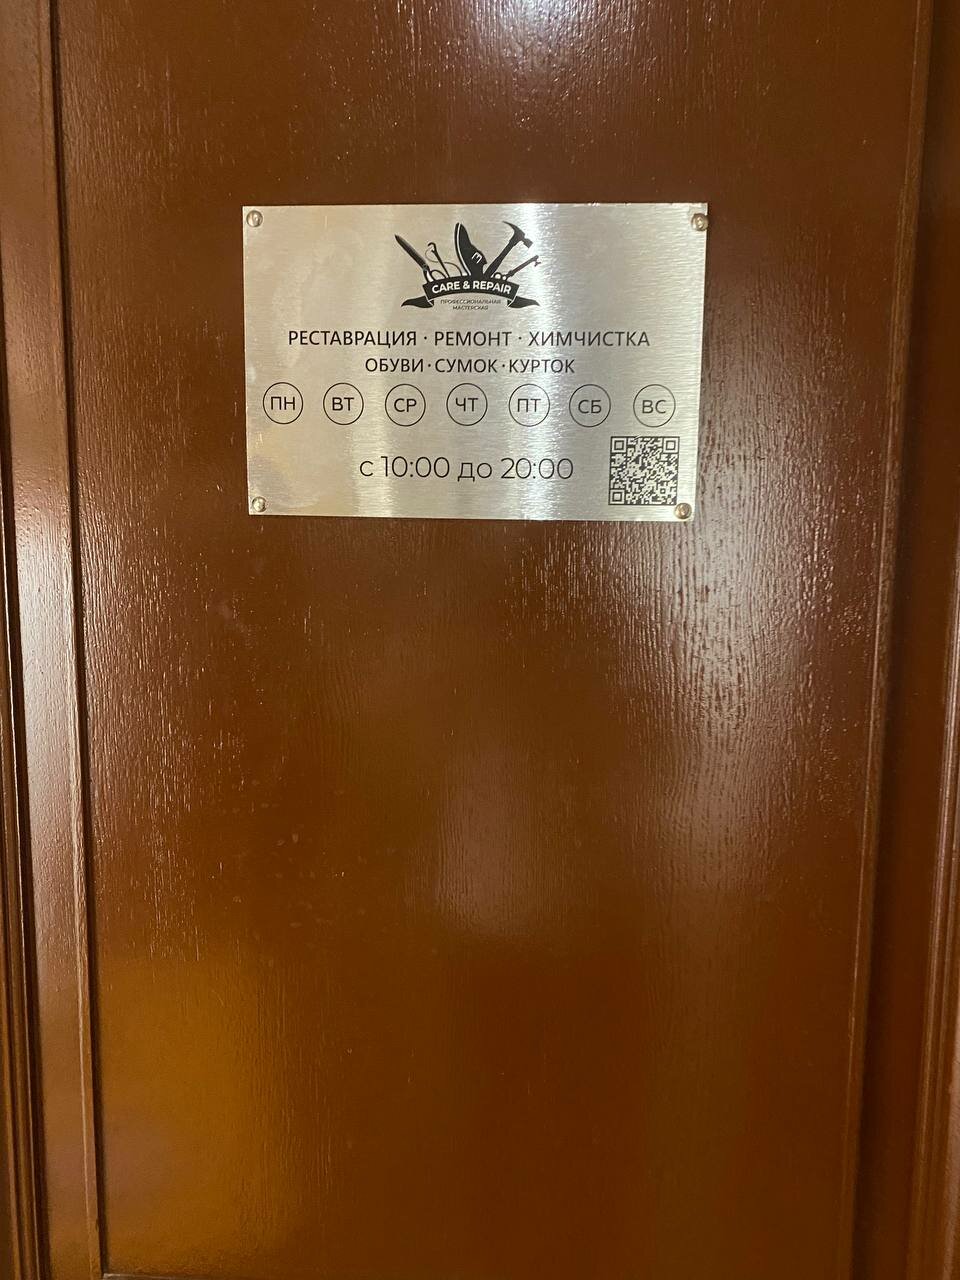 CARE & REPAIR
ПРОФЕССИОНАЛЬНАЯ
МАСТЕРСКАЯ
РЕСТАВРАЦИЯ · РЕМОНТ · ХИМЧИСТКА
ОБУВИ · СУМОК · КУРТОК
ПН ВТ СР ЧТ ПТ СБ ВС
с 10:00 до 20:00